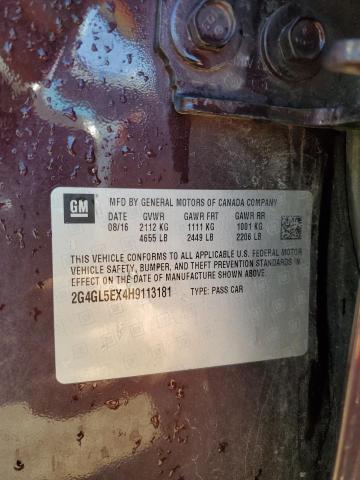 GM
MFD BY GENERAL MOTORS OF CANADA COMPANY
DATE GVWR GAWR FRT GAWR RR
08/16 2112 KG 1111 KG 1001 KG
4655 LB 2449 LB 2206 LB
THIS VEHICLE CONFORMS TO ALL APPLICABLE U.S. FEDERAL MOTOR
VEHICLE SAFETY, BUMPER, AND THEFT PREVENTION STANDARDS IN
EFFECT ON THE DATE OF MANUFACTURE SHOWN ABOVE.
2G4GL5EX4H9113181 TYPE: PASS CAR